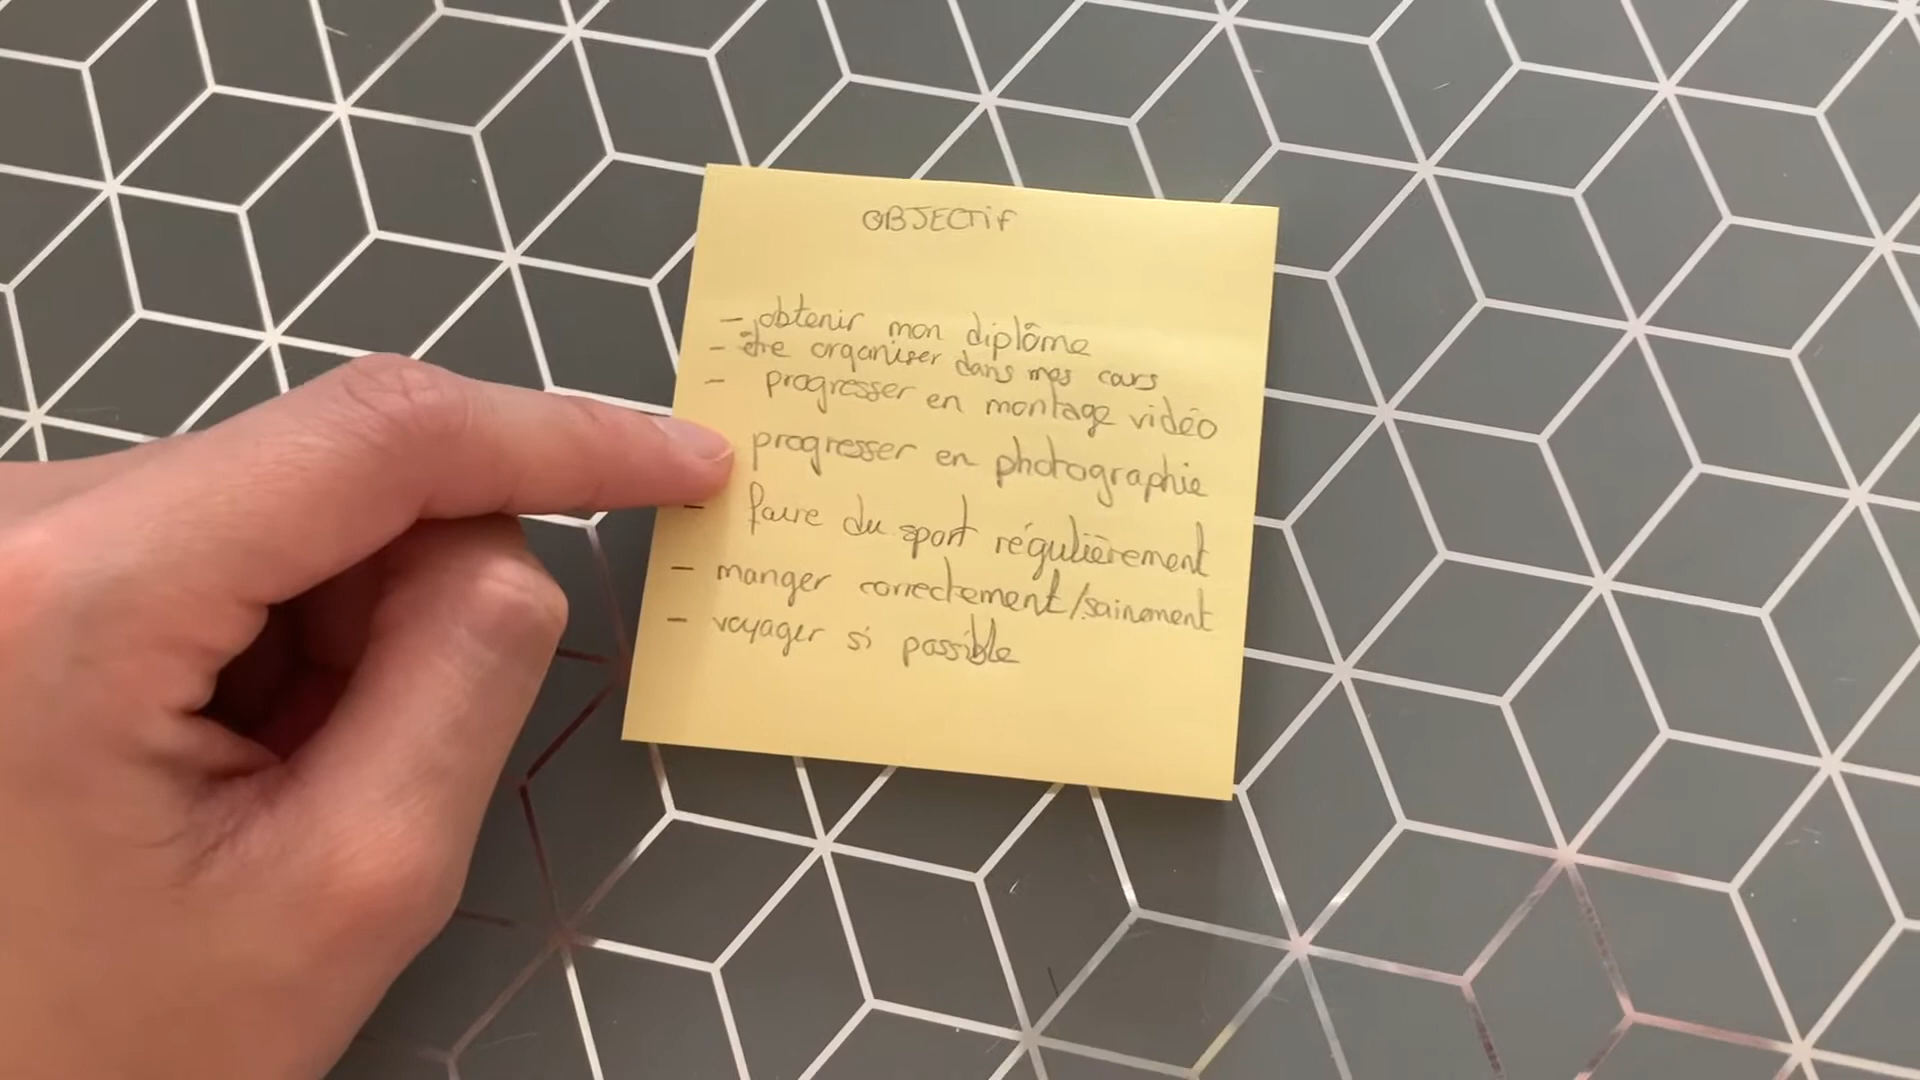 OBJECTIF
- obtenir mon diplôme
- être organiser dans mes cours
- progresser en montage vidéo
progresser en photographie
- faire du sport régulièrement
- manger correctement/sainement
- voyager si possible